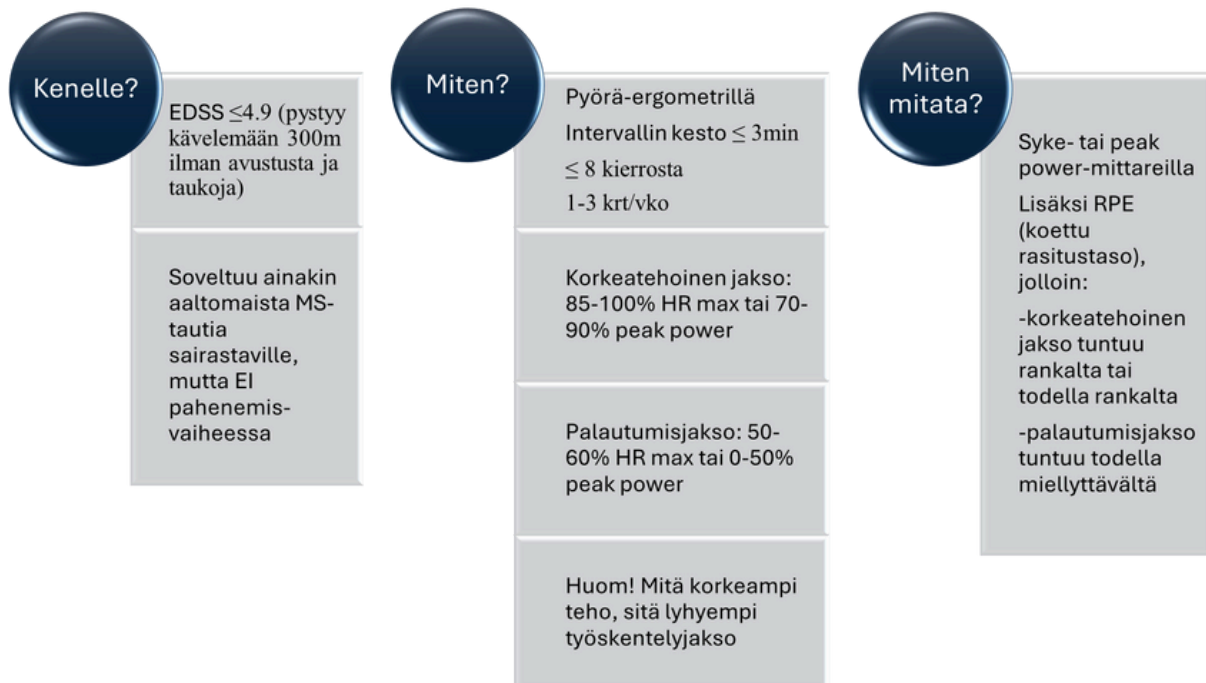 Kenelle?
EDSS ≤4.9 (pystyy
kävelemään 300m
ilman avustusta ja
taukoja)
Soveltuu ainakin
aaltomaista MS-
tautia
sairastaville,
mutta EI
pahenemis-
vaiheessa
Miten?
Pyörä-ergometrillä
Intervallin kesto ≤ 3min
≤ 8 kierrosta
1-3 krt/vko
Korkeatehoinen jakso:
85-100% HR max tai 70-
90% peak power
Palautumisjakso: 50-
60% HR max tai 0-50%
peak power
Huom! Mitä korkeampi
teho, sitä lyhyempi
työskentelyjakso
Miten
mitata?
Syke- tai peak
power-mittareilla
Lisäksi RPE
(koettu
rasitustaso),
jolloin:
-korkeatehoinen
jakso tuntuu
rankalta tai
todella rankalta
-palautumisjakso
tuntuu todella
miellyttävältä